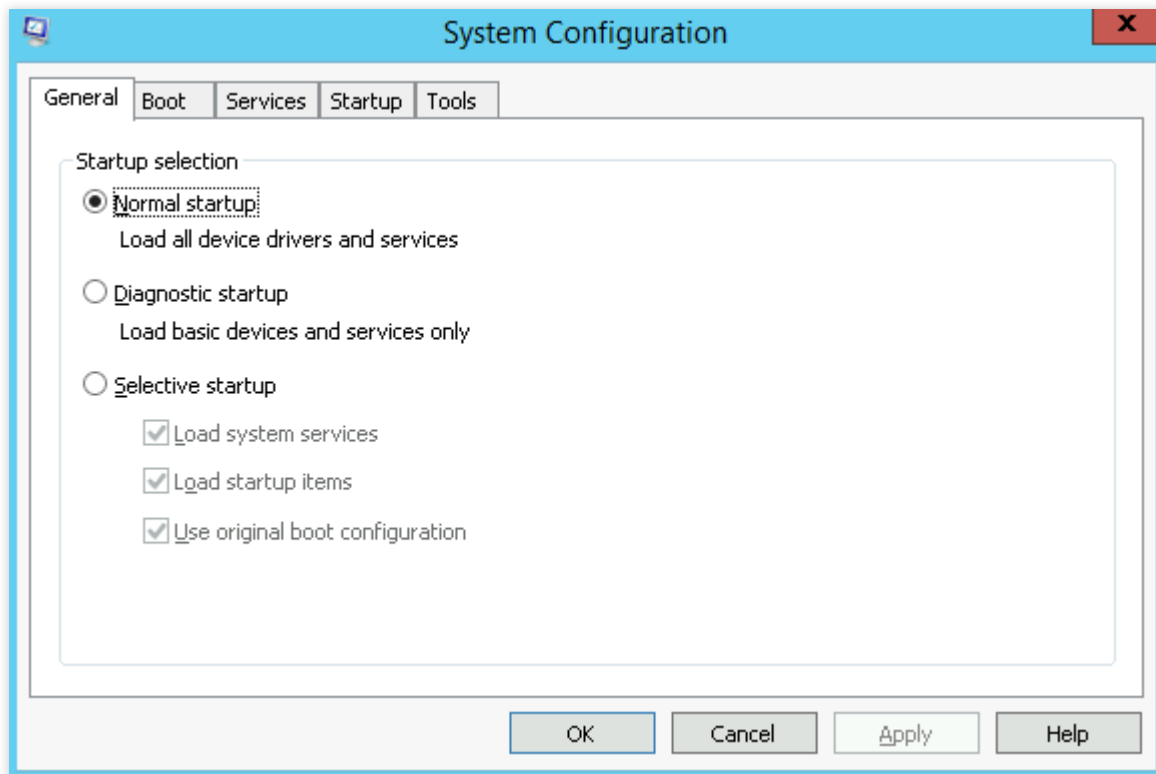 System Configuration
General Boot Services Startup Tools
Startup selection
Normal startup
Load all device drivers and services
Diagnostic startup
Load basic devices and services only
Selective startup
Load system services
Load startup items
Use original boot configuration
OK Cancel Apply Help